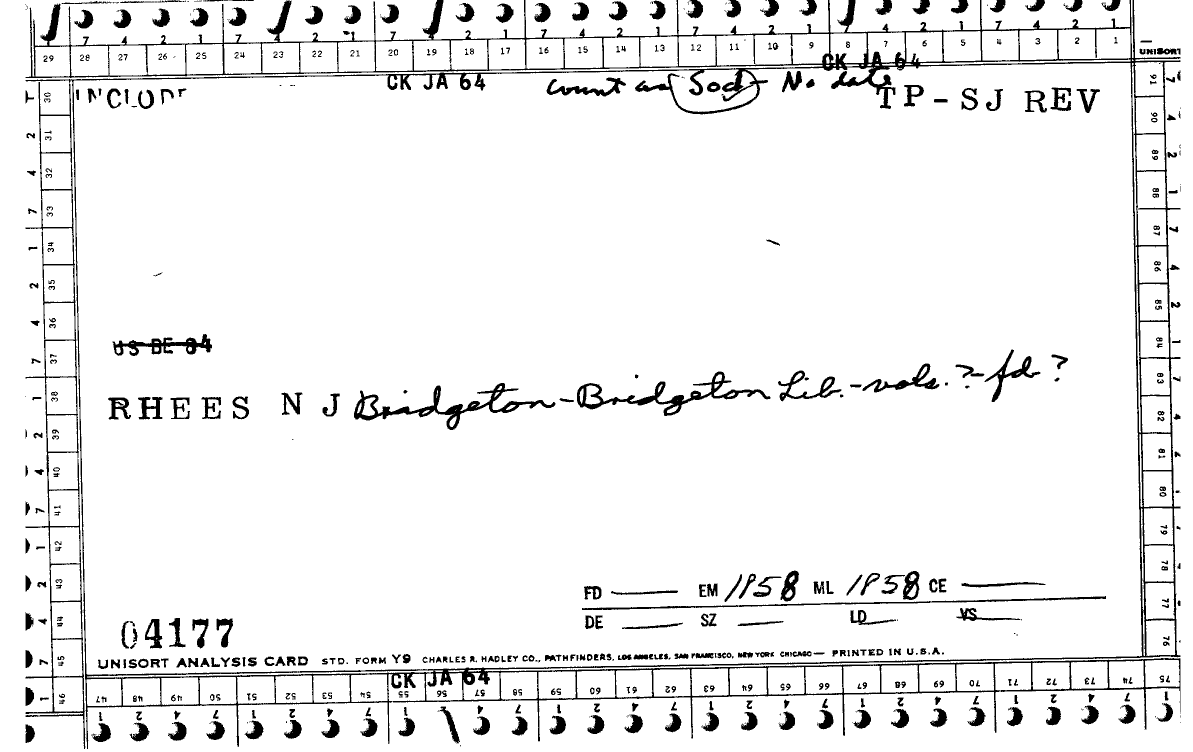 7 4 2 1 7 4 2 1 7 4 2 1 7 4 2 1 7 4 2 1 7 4 2 1 7 4 2 1
29 28 27 26 25 24 23 22 21 20 19 18 17 16 15 14 13 12 11 10 9 8 7 6 5 4 3 2 1
UNISORT
CK JA 64
CK JA 64
count as Sod - No date
TP-SJ REV
US DE 84
RHEES N J Bridgeton-Bridgeton Lib.-vols. ?-fd ?
FD EM 1858 ML 1858 CE
DE SZ LD VS
04177
UNISORT ANALYSIS CARD STD. FORM Y9 CHARLES R. HADLEY CO., PATHFINDERS, LOS ANGELES, SAN FRANCISCO, NEW YORK CHICAGO— PRINTED IN U.S.A.
CK JA 64
30 31 32 33 34 35 36 37 38 39 40 41 42 43 44 45 46
91 90 89 88 87 86 85 84 83 82 81 80 79 78 77 76
47 48 49 50 51 52 53 54 55 56 57 58 59 60 61 62 63 64 65 66 67 68 69 70 71 72 73 74 75